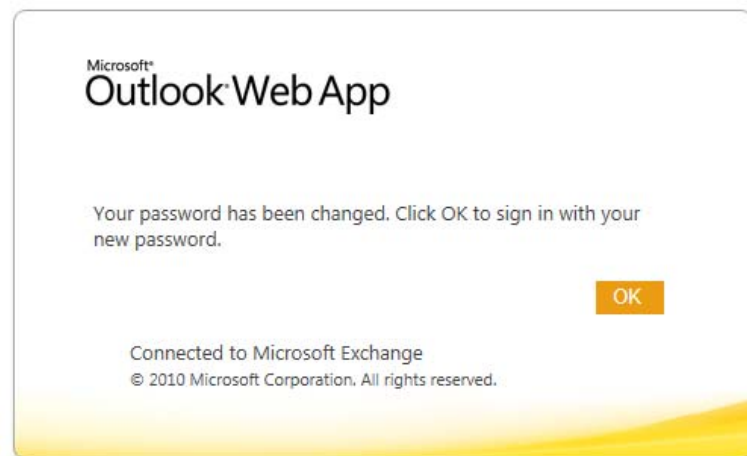 Microsoft®
Outlook® Web App
Your password has been changed. Click OK to sign in with your
new password.
OK
Connected to Microsoft Exchange
© 2010 Microsoft Corporation. All rights reserved.